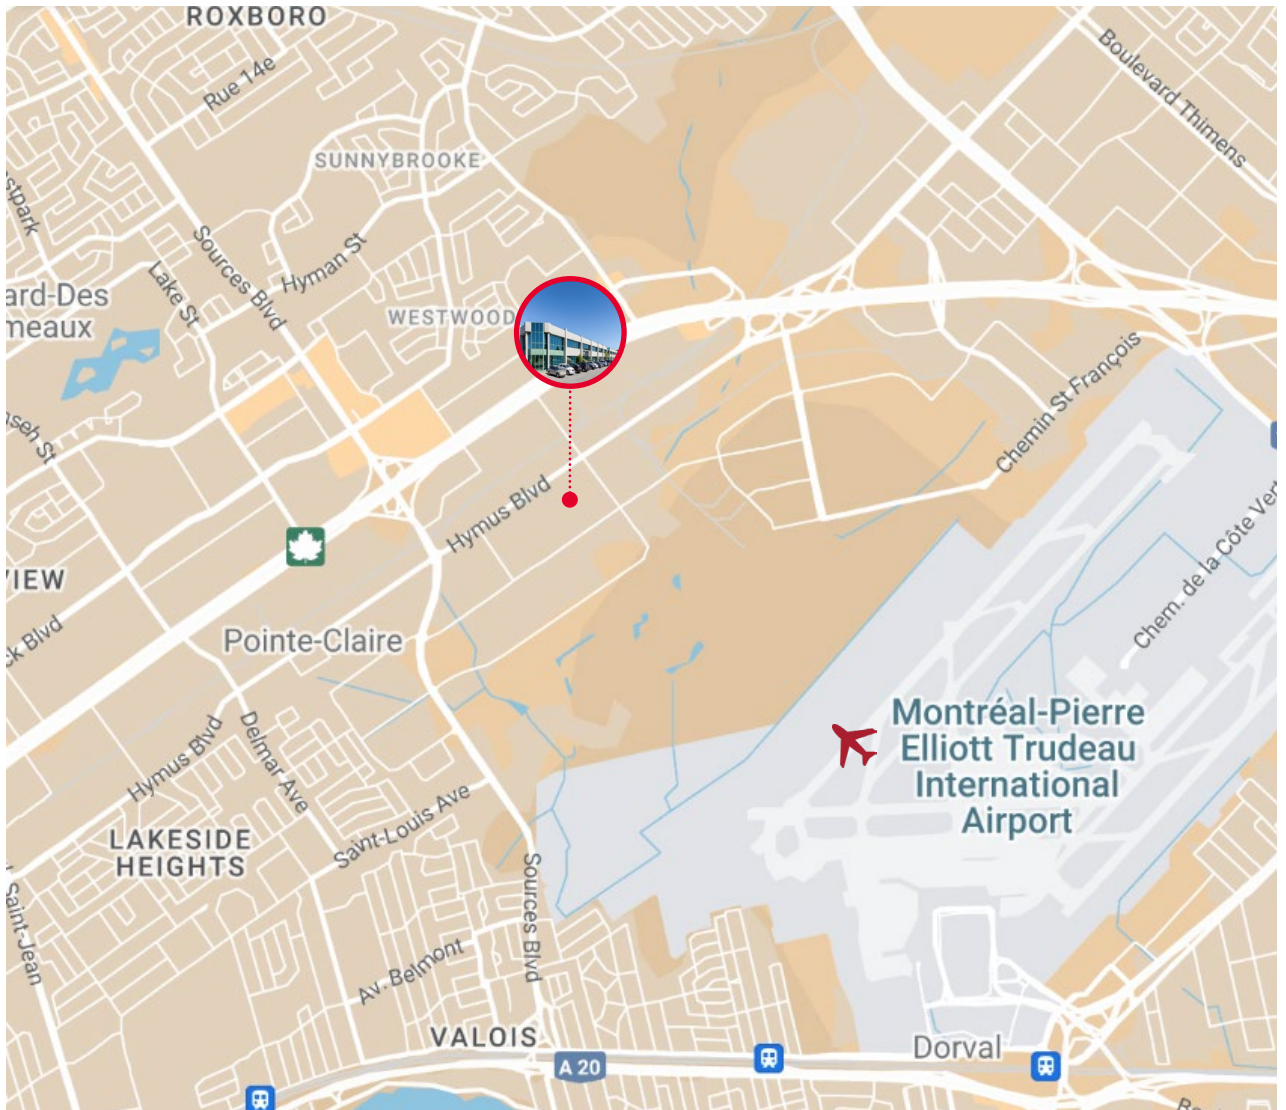 ROXBORO
Rue 14e
Boulevard Thimens
SUNNYBROOKE
Sources Blvd
Hyman St
Lake St
ard-Des
meaux
WESTWOOD
Chemin St François
Hymus Blvd
Chem. de la Côte Vert
Pointe-Claire
Hymus Blvd
Delmar Ave
Montréal-Pierre
Elliott Trudeau
International
Airport
Saint-Louis Ave
LAKESIDE
HEIGHTS
Sources Blvd
Saint-Jean
Av. Belmont
VALOIS
Dorval
A 20